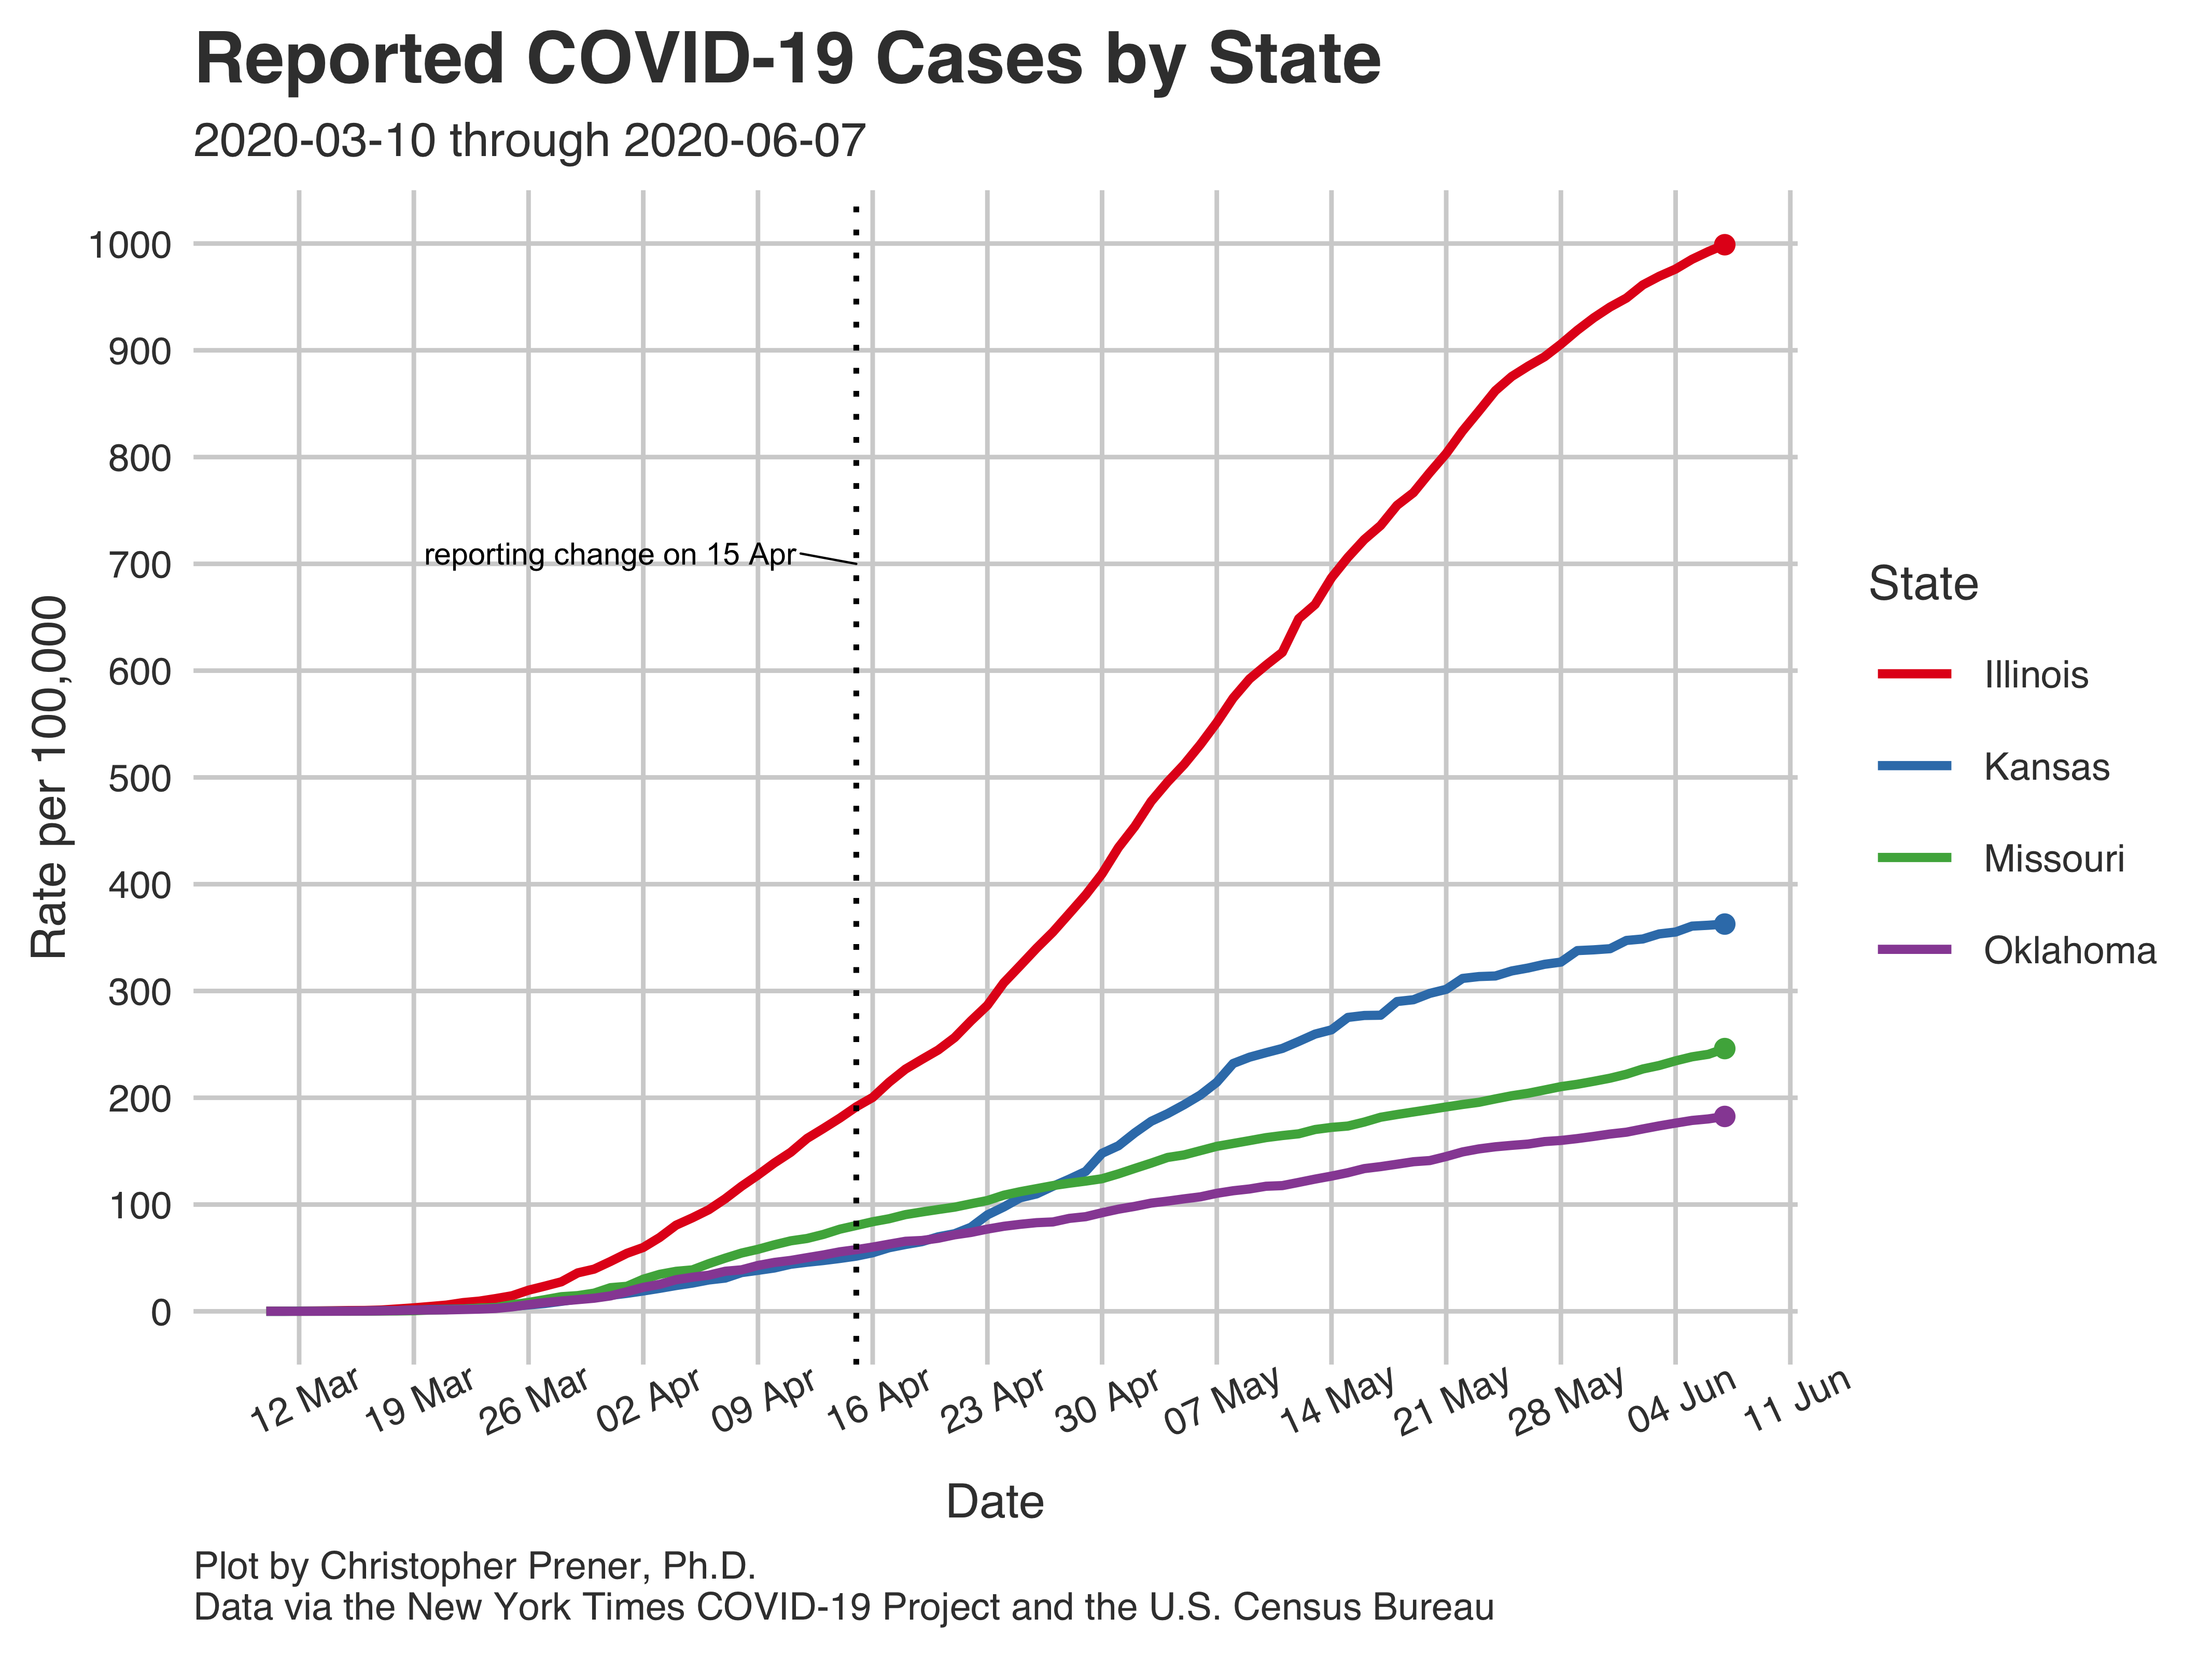 Reported COVID-19 Cases by State
2020-03-10 through 2020-06-07
1000
900
800
700
600
500
400
300
200
100
0
Rate per 100,000
reporting change on 15 Apr
12 Mar
19 Mar
26 Mar
02 Apr
09 Apr
16 Apr
23 Apr
30 Apr
07 May
14 May
21 May
28 May
04 Jun
11 Jun
Date
State
Illinois
Kansas
Missouri
Oklahoma
Plot by Christopher Prener, Ph.D.
Data via the New York Times COVID-19 Project and the U.S. Census Bureau